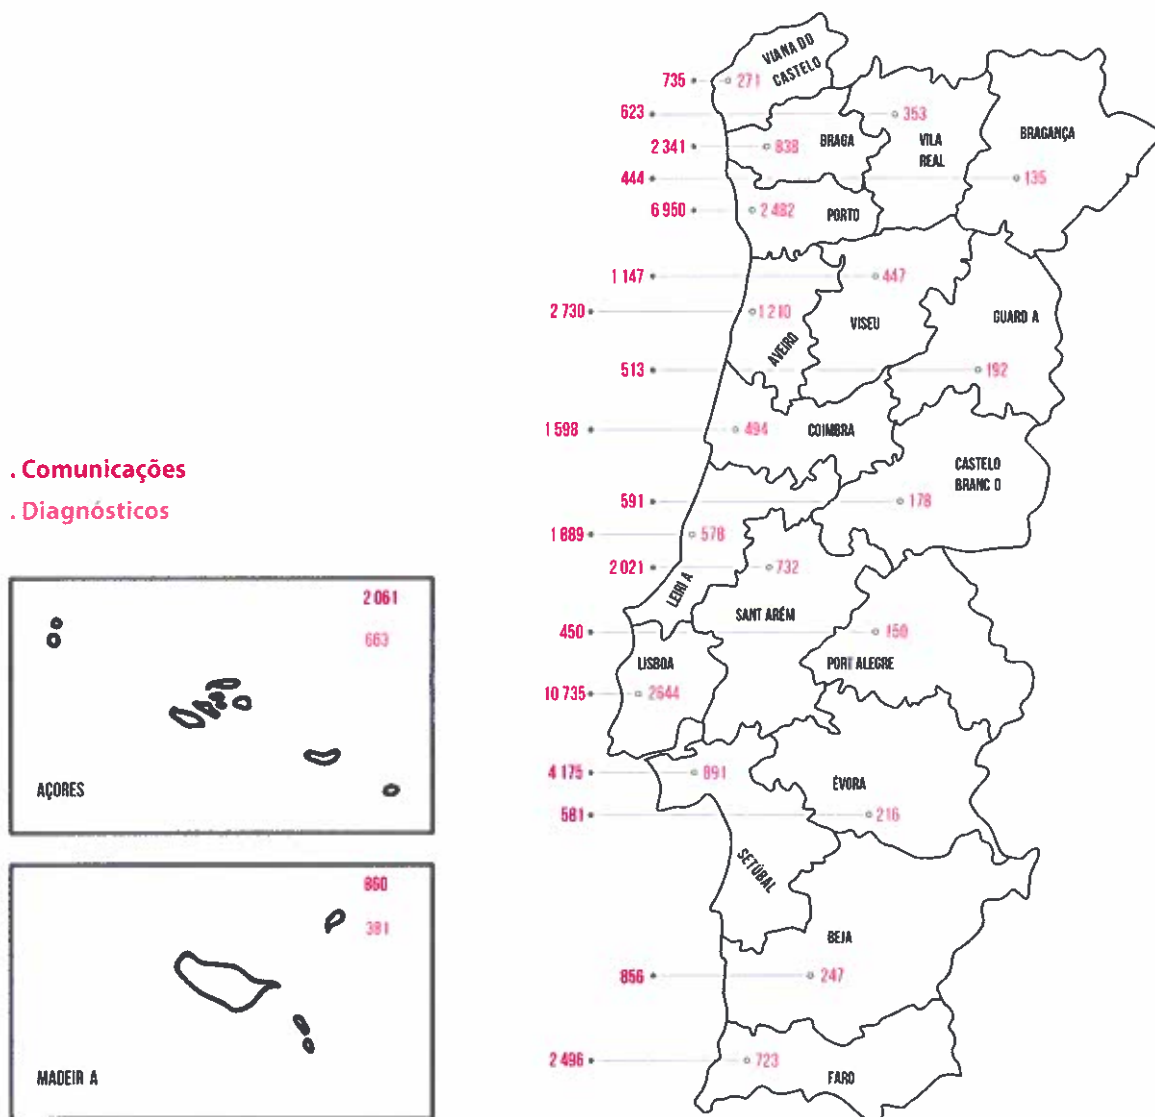 VIANA DO
CASTELO
735 271
623 353
2 341 838
BRAGA
VILA
REAL
BRAGANÇA
444 135
6 950 2 482
PORTO
1 147 447
2 730 1 210
AVEIRO
VISEU
GUARD A
513 192
1 598 494
COIMBRA
CASTELO
BRANC O
591 178
1 889 578
2 021 732
LEIRI A
SANT ARÉM
450 150
PORT ALEGRE
LISBOA
10 735 2644
4 175 891
ÉVORA
581 216
SETÚBAL
BEJA
856 247
2 496 723
FARO
. Comunicações
. Diagnósticos
2 061
663
AÇORES
860
381
MADEIR A